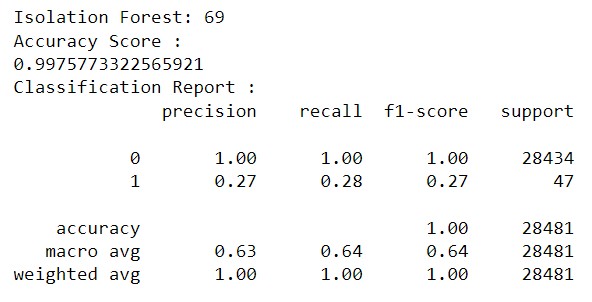 Isolation Forest: 69
Accuracy Score :
0.9975773322565921
Classification Report :
precision recall f1-score support
0 1.00 1.00 1.00 28434
1 0.27 0.28 0.27 47
accuracy 1.00 28481
macro avg 0.63 0.64 0.64 28481
weighted avg 1.00 1.00 1.00 28481